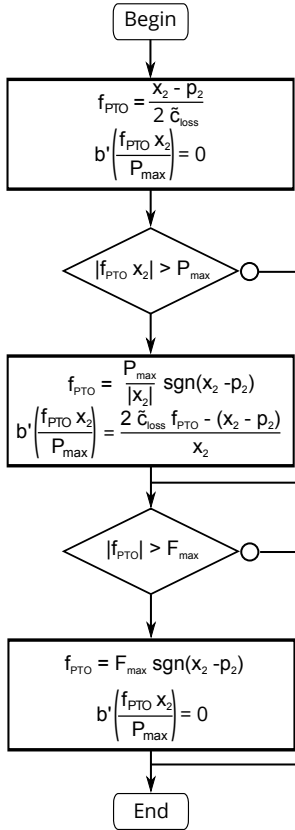 Begin
f_PTO = (x_2 - p_2) / (2 c̃_loss)
b'(f_PTO x_2 / P_max) = 0
|f_PTO x_2| > P_max
f_PTO = P_max / |x_2| sgn(x_2 -p_2)
b'(f_PTO x_2 / P_max) = (2 c̃_loss f_PTO - (x_2 - p_2)) / x_2
|f_PTO| > F_max
f_PTO = F_max sgn(x_2 -p_2)
b'(f_PTO x_2 / P_max) = 0
End